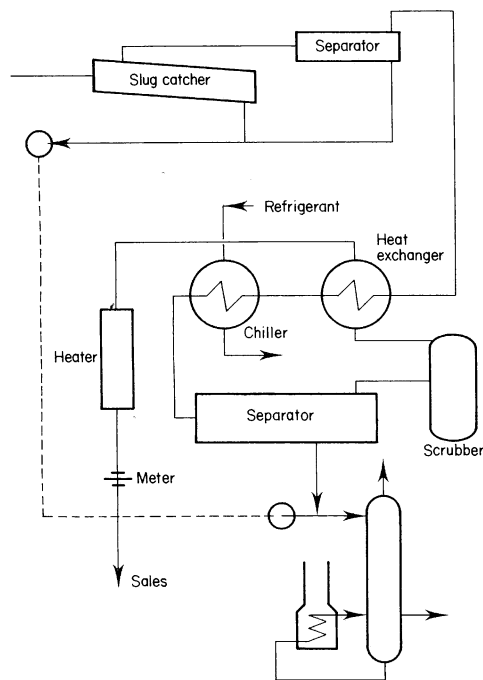 Separator
Slug catcher
Refrigerant
Heat
exchanger
Chiller
Heater
Separator
Scrubber
Meter
Sales